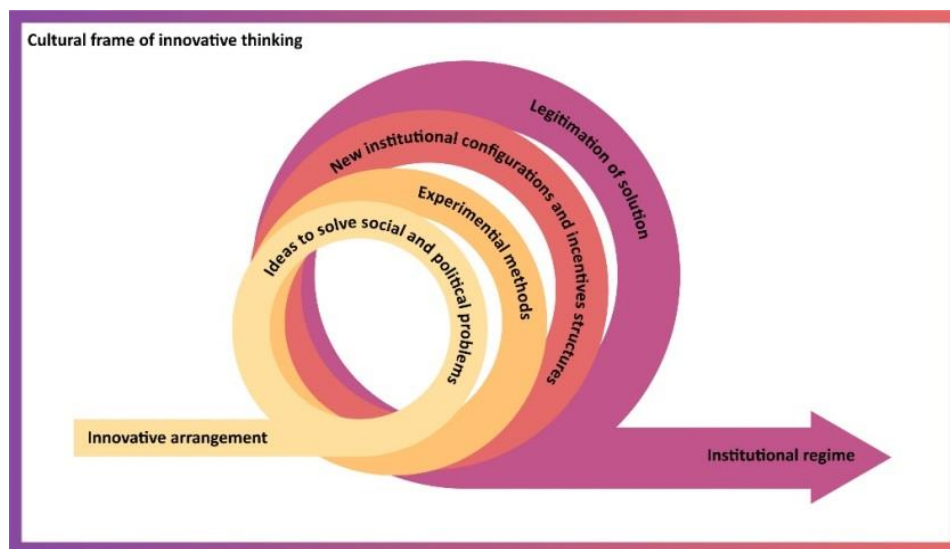 Cultural frame of innovative thinking
Legitimation of solution
New institutional configurations and incentives structures
Experimental methods
Ideas to solve social and political problems
Innovative arrangement
Institutional regime